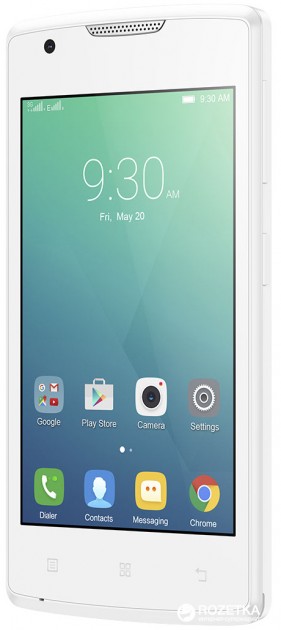 9:30 AM
9:30 AM
Fri, May 20
Google Play Store Camera Settings
Dialer Contacts Messaging Chrome
ROZETKA